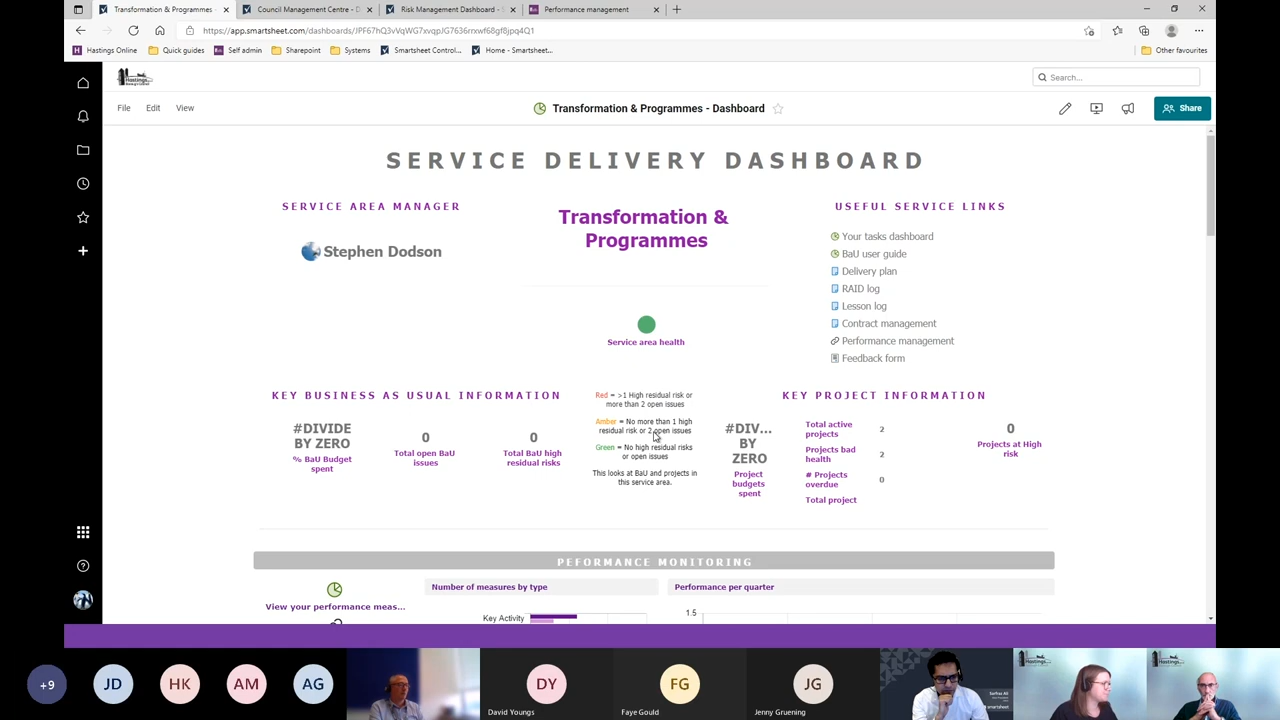 Transformation & Programmes -
Council Management Centre - D
Risk Management Dashboard - S
Performance management
https://app.smartsheet.com/dashboards/JPF67hQ3vVqWG7xvqpJG7636rrxwf68gf8jpq4Q1
Hastings Online
Quick guides
Self admin
Sharepoint
Systems
Smartsheet Control...
Home - Smartsheet...
Other favourites
Hastings
Search...
File
Edit
View
Transformation & Programmes - Dashboard
Share
SERVICE DELIVERY DASHBOARD
SERVICE AREA MANAGER
Stephen Dodson
Transformation &
Programmes
Service area health
USEFUL SERVICE LINKS
Your tasks dashboard
BaU user guide
Delivery plan
RAID log
Lesson log
Contract management
Performance management
Feedback form
KEY BUSINESS AS USUAL INFORMATION
#DIVIDE
BY ZERO
% BaU Budget
spent
0
Total open BaU
issues
0
Total BaU high
residual risks
Red = >1 High residual risk or
more than 2 open issues
Amber = No more than 1 high
residual risk or 2 open issues
Green = No high residual risks
or open issues
This looks at BaU and projects in
this service area.
KEY PROJECT INFORMATION
#DIV...
BY
ZERO
Project
budgets
spent
Total active
projects
2
Projects bad
health
2
# Projects
overdue
0
Total project
0
Projects at High
risk
PEFORMANCE MONITORING
View your performance meas...
Number of measures by type
Key Activity
Performance per quarter
1.5
+9
JD
HK
AM
AG
DY
David Youngs
FG
Faye Gould
JG
Jenny Gruening
Sarfraz Ali
smartsheet
Hastings
Hastings